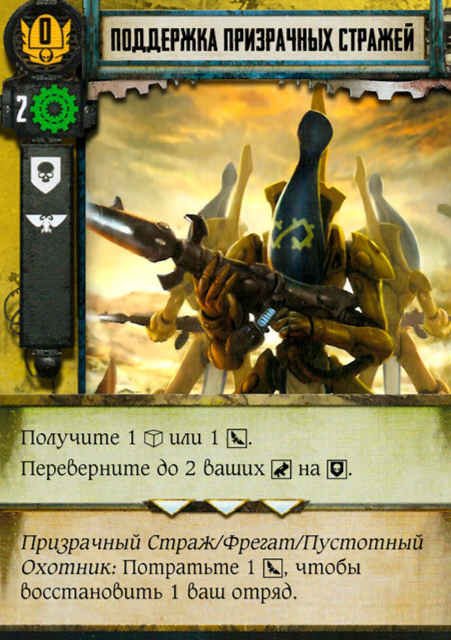 0
ПОДДЕРЖКА ПРИЗРАЧНЫХ СТРАЖЕЙ
2
Получите 1 или 1 .
Переверните до 2 ваших на .
Призрачный Страж/Фрегат/Пустотный
Охотник: Потратьте 1 , чтобы
восстановить 1 ваш отряд.